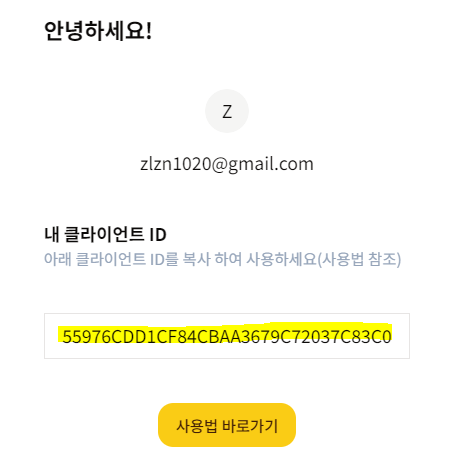 안녕하세요!
Z
zlzn1020@gmail.com
내 클라이언트 ID
아래 클라이언트 ID를 복사 하여 사용하세요(사용법 참조)
55976CDD1CF84CBAA3679C72037C83C0
사용법 바로가기